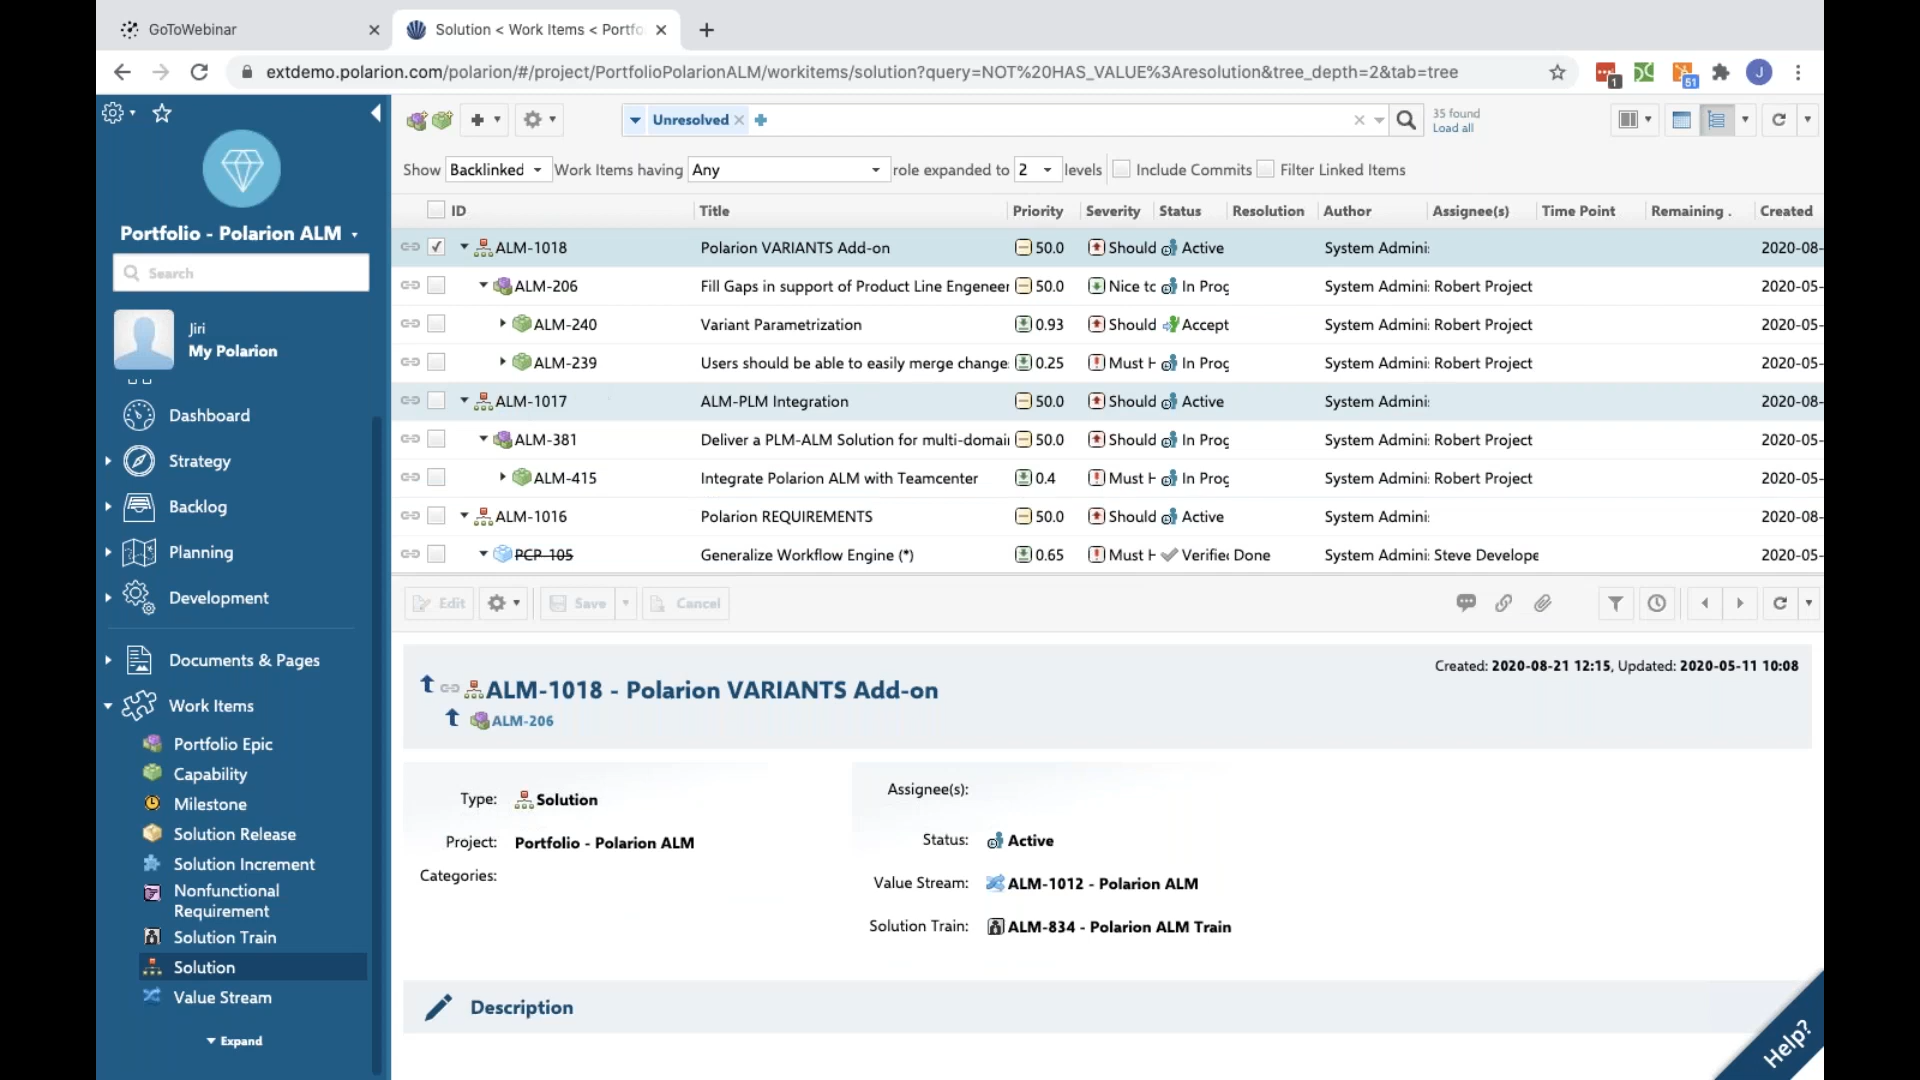 GoToWebinar
Solution < Work Items < Portfo
extdemo.polarion.com/polarion/#/project/PortfolioPolarionALM/workitems/solution?query=NOT%20HAS_VALUE%3Aresolution&tree_depth=2&tab=tree
1
51
J
Portfolio - Polarion ALM
Search
Jiri
My Polarion
Dashboard
Strategy
Backlog
Planning
Development
Documents & Pages
Work Items
Portfolio Epic
Capability
Milestone
Solution Release
Solution Increment
Nonfunctional
Requirement
Solution Train
Solution
Value Stream
Expand
Unresolved
35 found
Load all
Show Backlinked Work Items having Any role expanded to 2 levels Include Commits Filter Linked Items
ID Title Priority Severity Status Resolution Author Assignee(s) Time Point Remaining . Created
ALM-1018 Polarion VARIANTS Add-on 50.0 Should Active System Admini 2020-08-
ALM-206 Fill Gaps in support of Product Line Engeneer 50.0 Nice to In Prog System Admini Robert Project 2020-05-
ALM-240 Variant Parametrization 0.93 Should Accept System Admini Robert Project 2020-05-
ALM-239 Users should be able to easily merge change 0.25 Must H In Prog System Admini Robert Project 2020-05-
ALM-1017 ALM-PLM Integration 50.0 Should Active System Admini 2020-08-
ALM-381 Deliver a PLM-ALM Solution for multi-domai 50.0 Should In Prog System Admini Robert Project 2020-05-
ALM-415 Integrate Polarion ALM with Teamcenter 0.4 Must H In Prog System Admini Robert Project 2020-05-
ALM-1016 Polarion REQUIREMENTS 50.0 Should Active System Admini 2020-08-
PCP-105 Generalize Workflow Engine (*) 0.65 Must H Verifie Done System Admini Steve Develope 2020-05-
Edit Save Cancel
Created: 2020-08-21 12:15, Updated: 2020-05-11 10:08
ALM-1018 - Polarion VARIANTS Add-on
ALM-206
Type: Solution
Project: Portfolio - Polarion ALM
Categories:
Assignee(s):
Status: Active
Value Stream: ALM-1012 - Polarion ALM
Solution Train: ALM-834 - Polarion ALM Train
Description
Help?